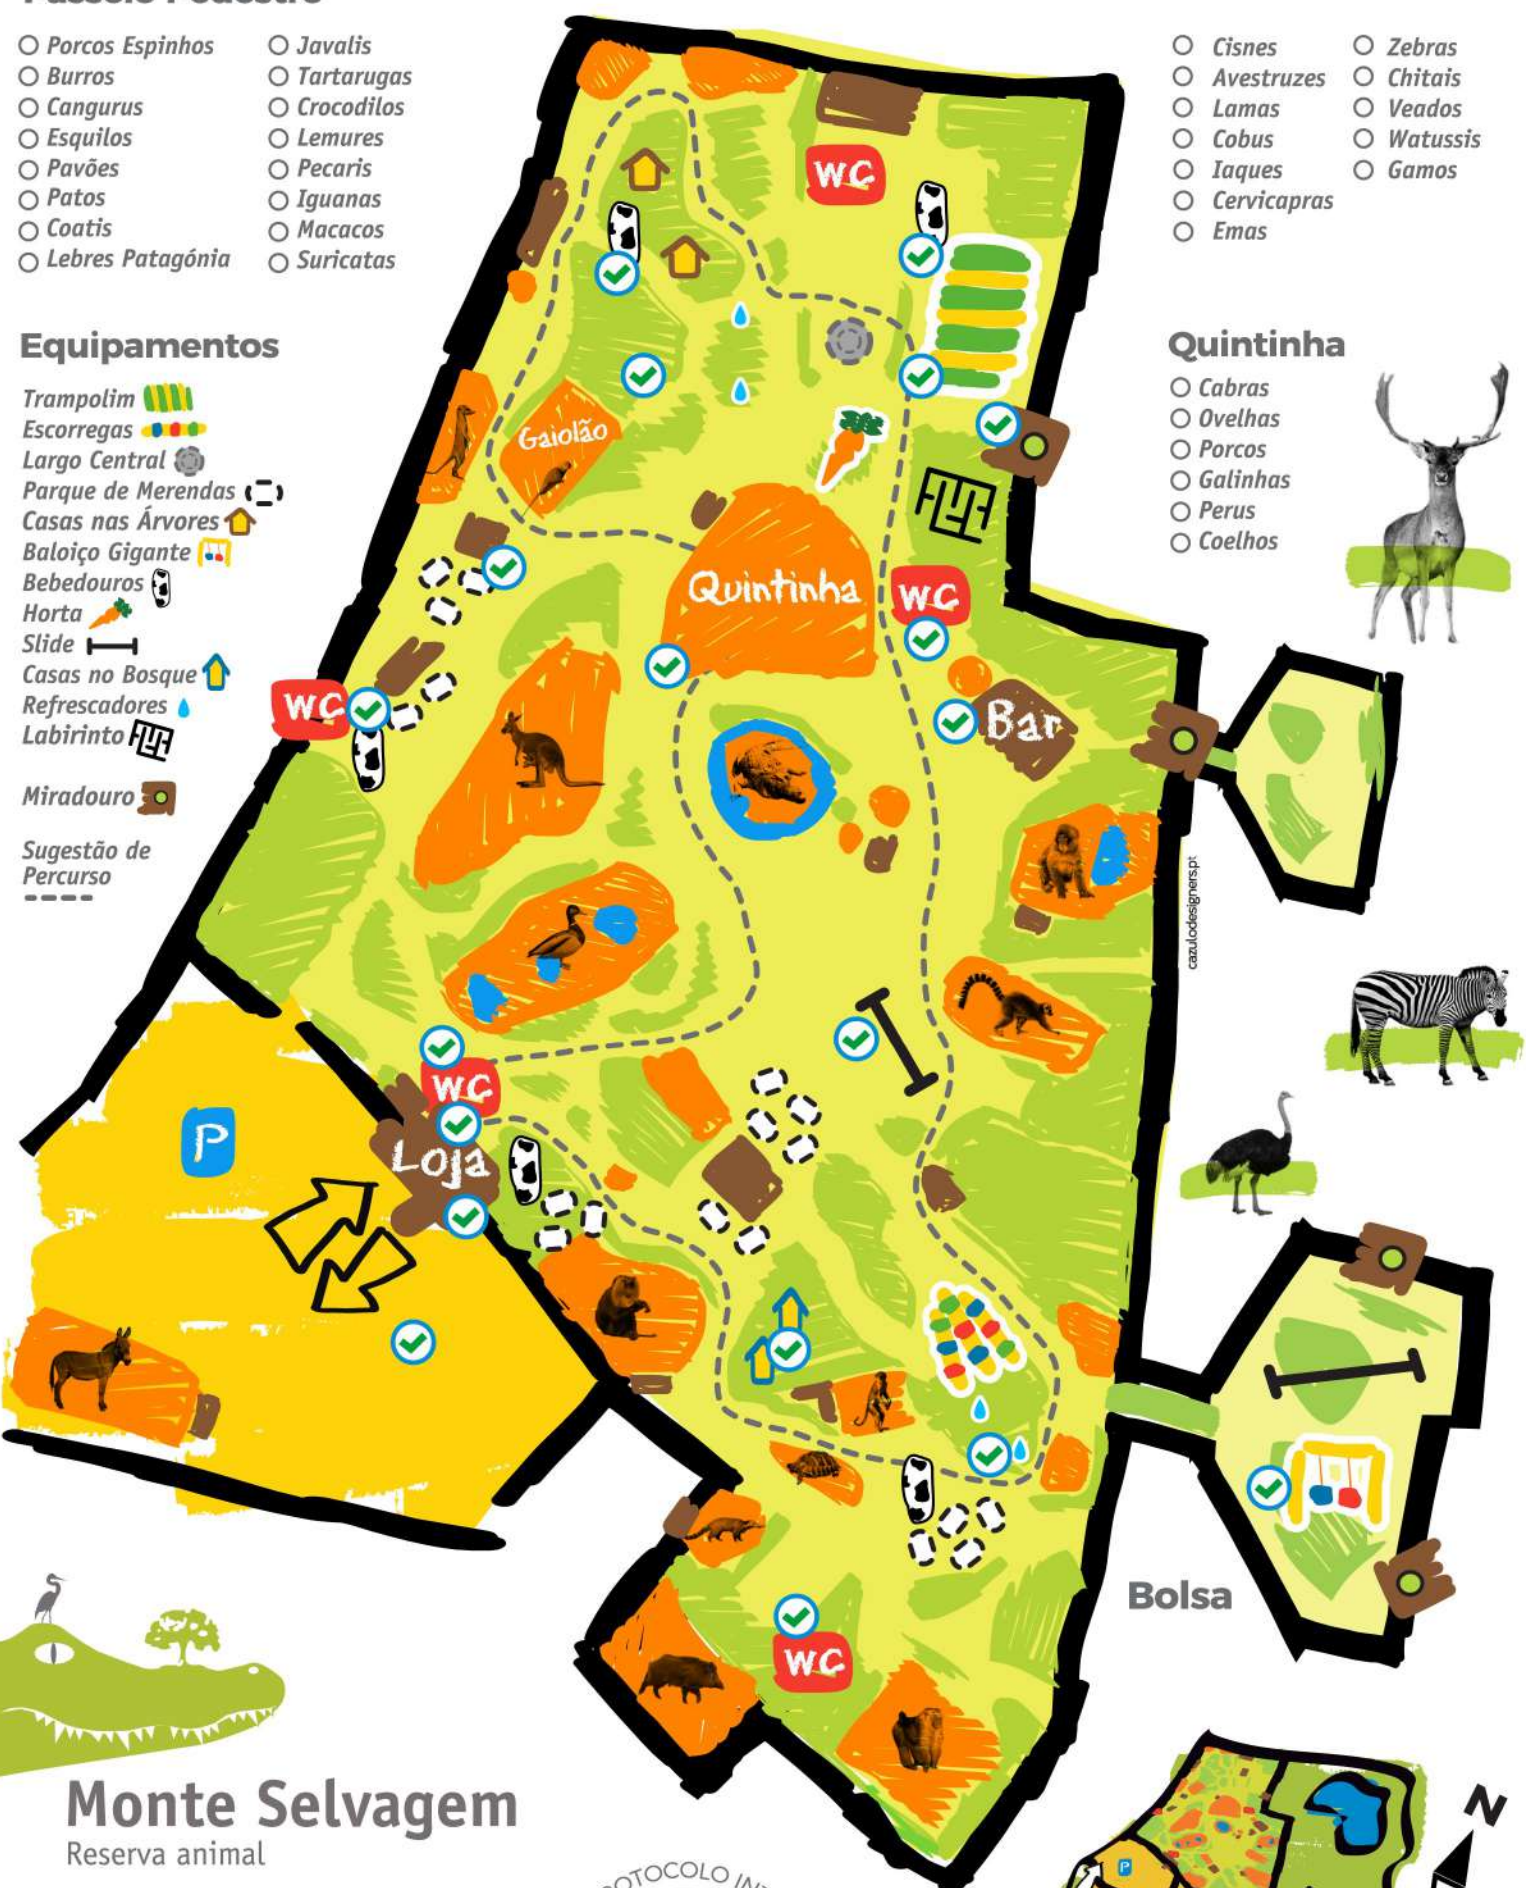 Passeio Pedestre
Porcos Espinhos
Burros
Cangurus
Esquilos
Pavões
Patos
Coatis
Lebres Patagónia
Javalis
Tartarugas
Crocodilos
Lemures
Pecaris
Iguanas
Macacos
Suricatas
Cisnes
Avestruzes
Lamas
Cobus
Iaques
Cervicapras
Emas
Zebras
Chitais
Veados
Watussis
Gamos
Equipamentos
Trampolim
Escorregas
Largo Central
Parque de Merendas
Casas nas Árvores
Baloiço Gigante
Bebedouros
Horta
Slide
Casas no Bosque
Refrescadores
Labirinto
Miradouro
Sugestão de
Percurso
Quintinha
Cabras
Ovelhas
Porcos
Galinhas
Perus
Coelhos
WC
Gaiolão
Quintinha
WC
WC
Bar
cazulodesigners.pt
WC
P
Loja
Bolsa
WC
Monte Selvagem
Reserva animal
N
P